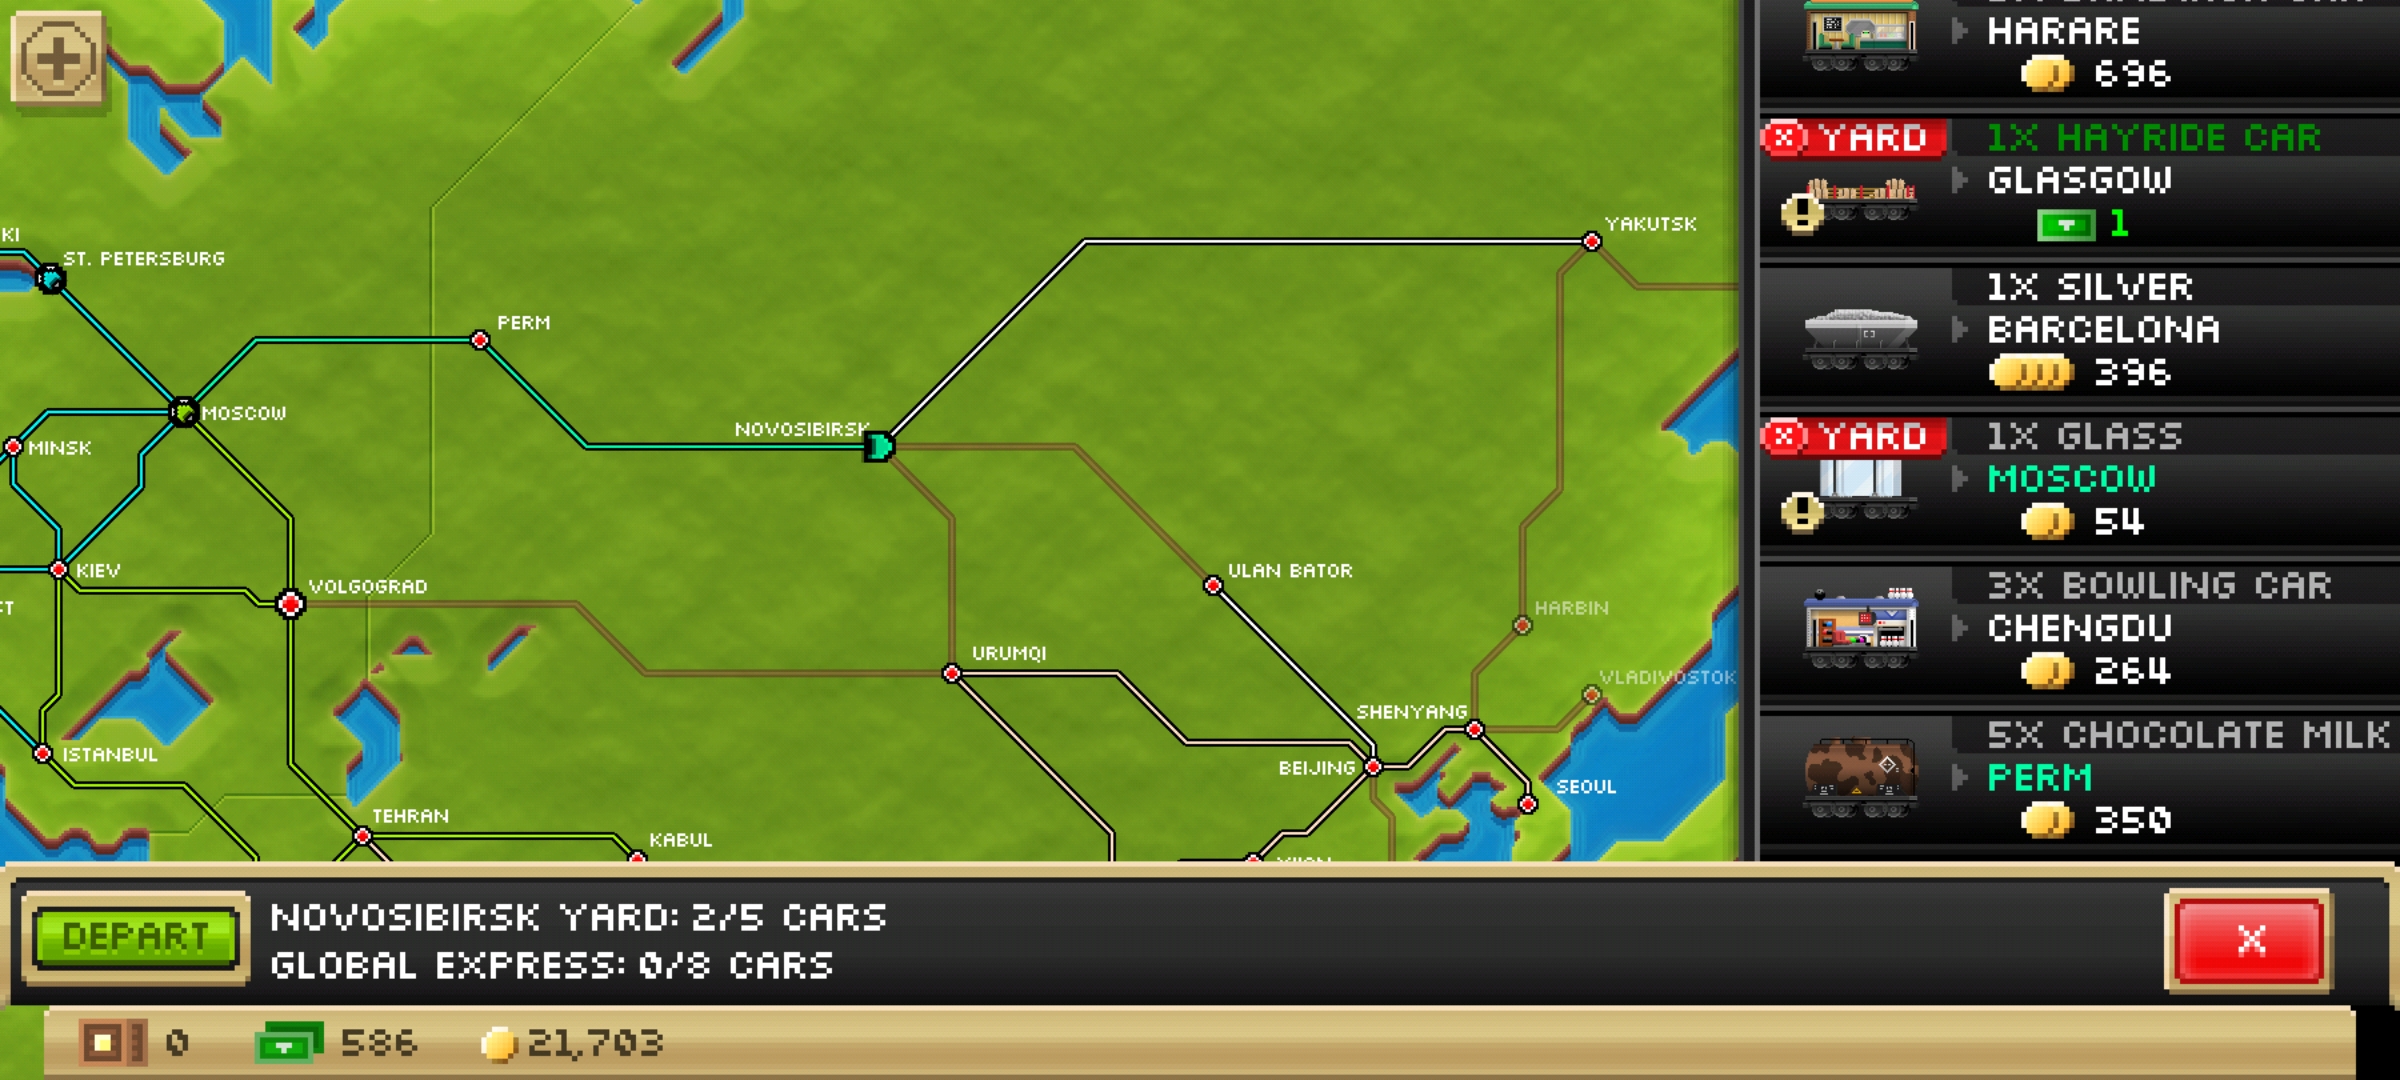 HARARE
696
YARD
1X HAYRIDE CAR
GLASGOW
1
1X SILVER
BARCELONA
396
YARD
1X GLASS
MOSCOW
54
3X BOWLING CAR
CHENGDU
264
5X CHOCOLATE MILK
PERM
350
YAKUTSK
KI
ST. PETERSBURG
PERM
MOSCOW
NOVOSIBIRSK
MINSK
KIEV
VOLGOGRAD
ULAN BATOR
HARBIN
URUMQI
VLADIVOSTOK
SHENYANG
ISTANBUL
BEIJING
SEOUL
TEHRAN
KABUL
DEPART
NOVOSIBIRSK YARD: 2/5 CARS
GLOBAL EXPRESS: 0/8 CARS
X
0
586
21,703